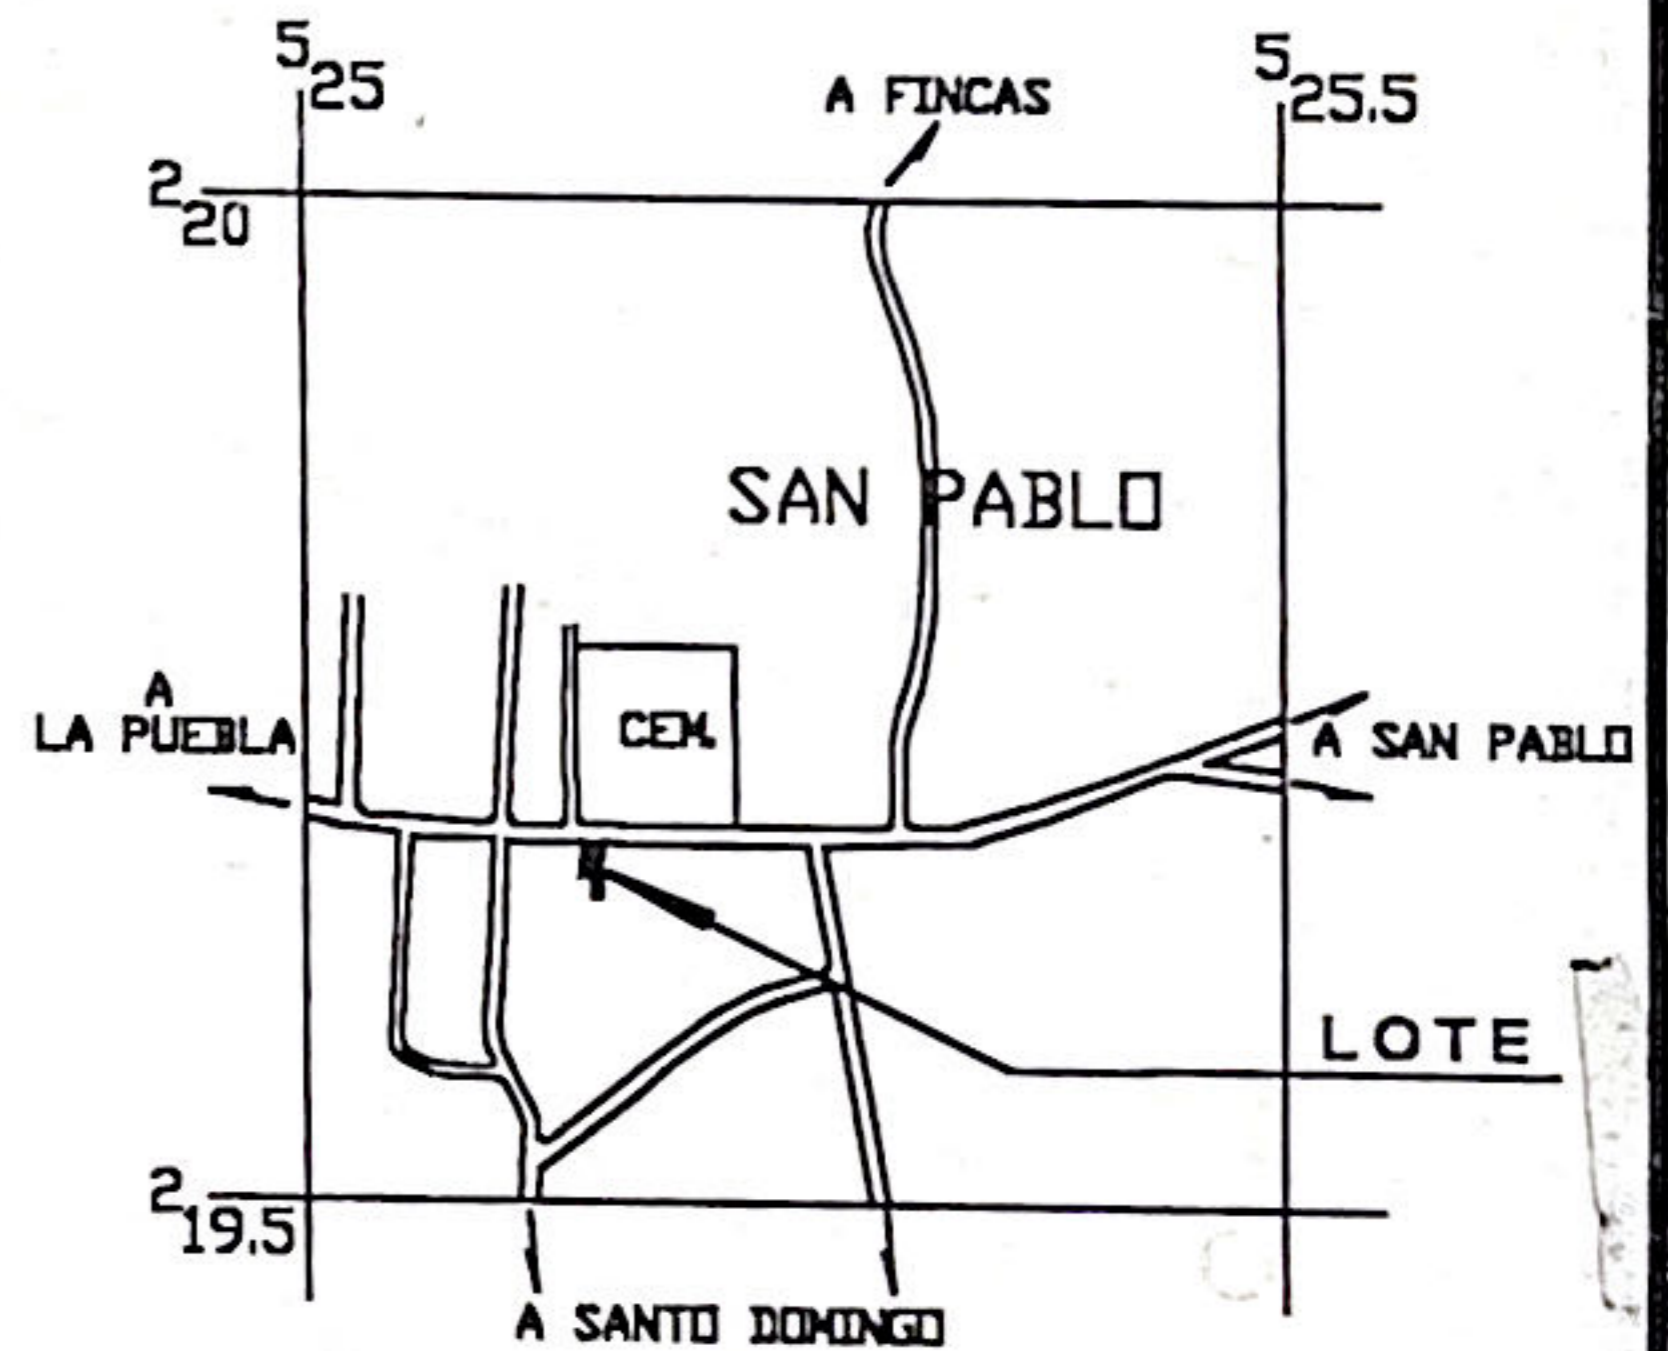 5 25
5 25.5
A FINCAS
2 20
SAN PABLO
A
LA PUEBLA
CEM.
A SAN PABLO
LOTE
2 19.5
A SANTO DOMINGO